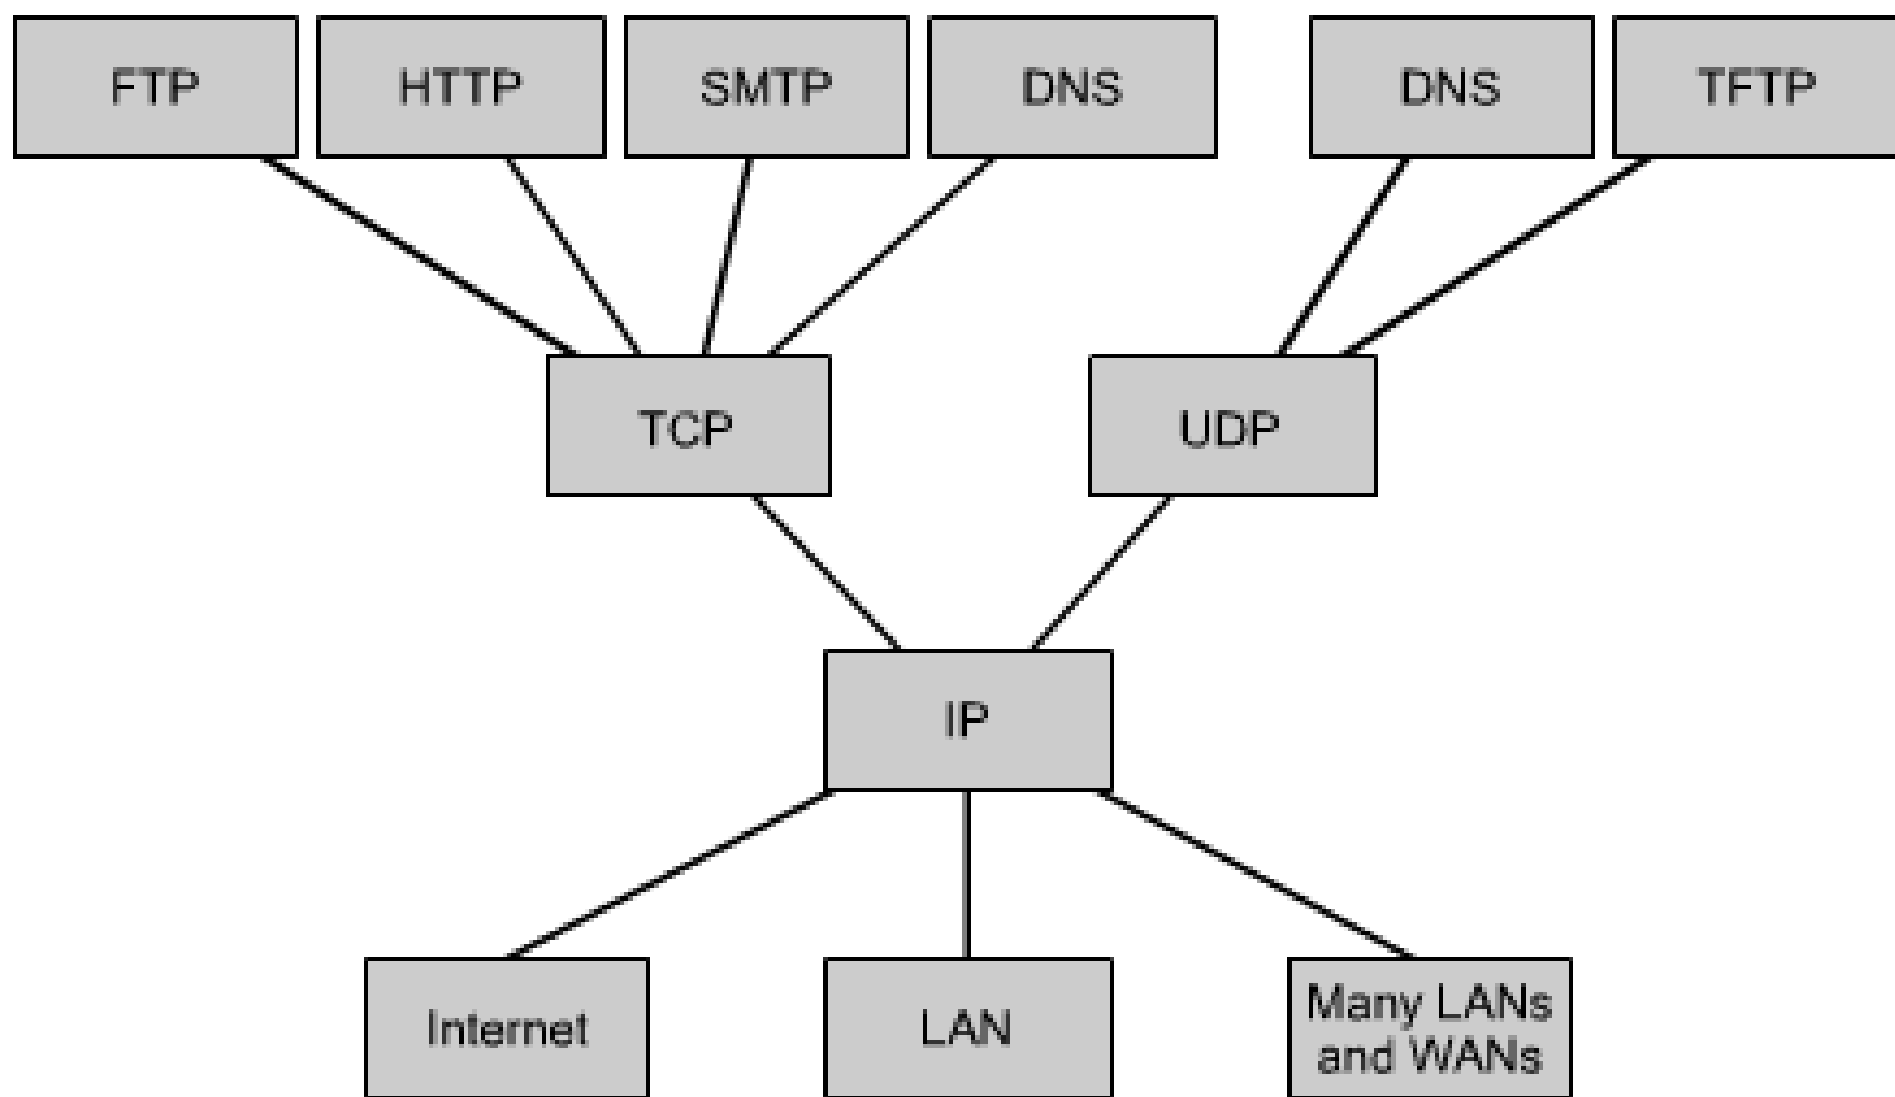 FTP
HTTP
SMTP
DNS
DNS
TFTP
TCP
UDP
IP
Internet
LAN
Many LANs
and WANs